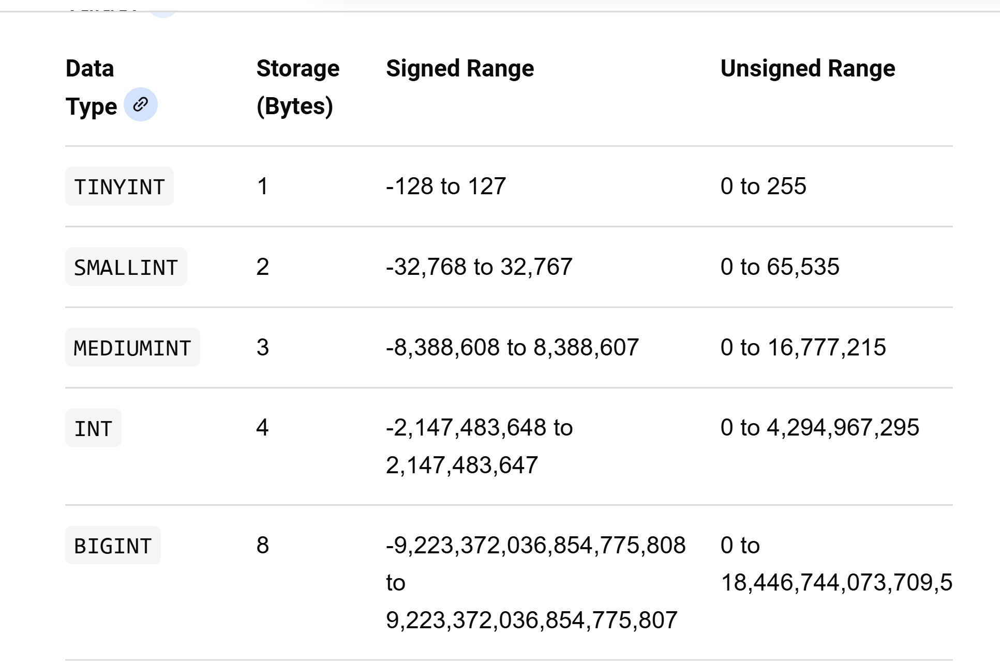 Data Type Storage (Bytes) Signed Range Unsigned Range
TINYINT 1 -128 to 127 0 to 255
SMALLINT 2 -32,768 to 32,767 0 to 65,535
MEDIUMINT 3 -8,388,608 to 8,388,607 0 to 16,777,215
INT 4 -2,147,483,648 to 0 to 4,294,967,295
2,147,483,647
BIGINT 8 -9,223,372,036,854,775,808 0 to
to 18,446,744,073,709,5
9,223,372,036,854,775,807